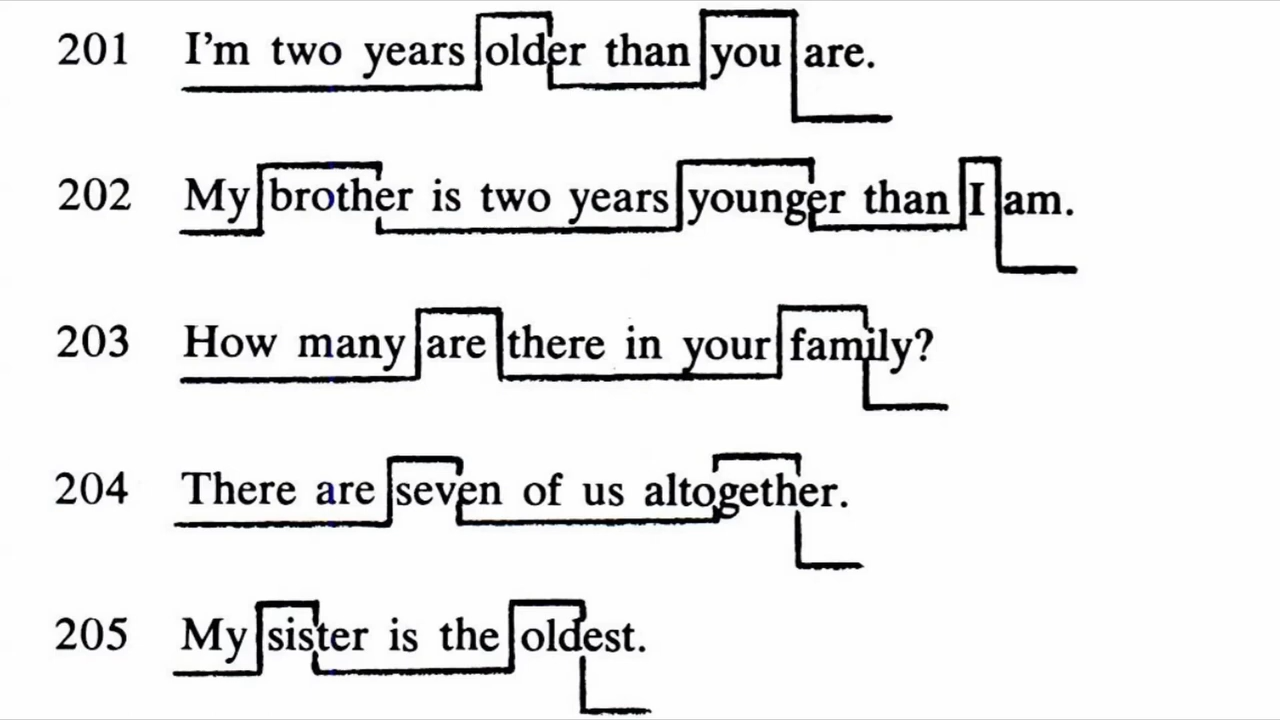 201 I'm two years older than you are.
202 My brother is two years younger than I am.
203 How many are there in your family?
204 There are seven of us altogether.
205 My sister is the oldest.